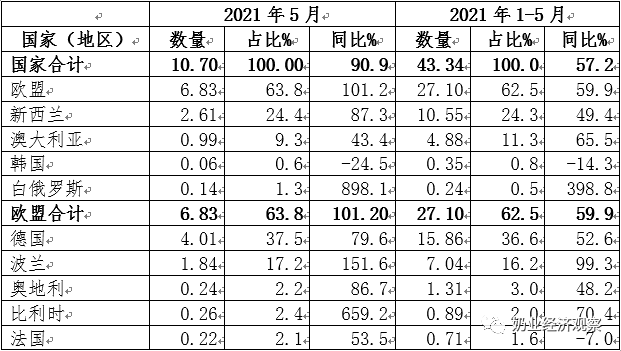 2021 年 5 月 2021 年 1-5 月
国家（地区） 数量 占比% 同比% 数量 占比% 同比%
国家合计 10.70 100.00 90.9 43.34 100.0 57.2
欧盟 6.83 63.8 101.2 27.10 62.5 59.9
新西兰 2.61 24.4 87.3 10.55 24.3 49.4
澳大利亚 0.99 9.3 43.4 4.88 11.3 65.5
韩国 0.06 0.6 -24.5 0.35 0.8 -14.3
白俄罗斯 0.14 1.3 898.1 0.24 0.5 398.8
欧盟合计 6.83 63.8 101.20 27.10 62.5 59.9
德国 4.01 37.5 79.6 15.86 36.6 52.6
波兰 1.84 17.2 151.6 7.04 16.2 99.3
奥地利 0.24 2.2 86.7 1.31 3.0 48.2
比利时 0.26 2.4 659.2 0.89 2.0 70.4
法国 0.22 2.1 53.5 0.71 1.6 -7.0
奶业经济观察